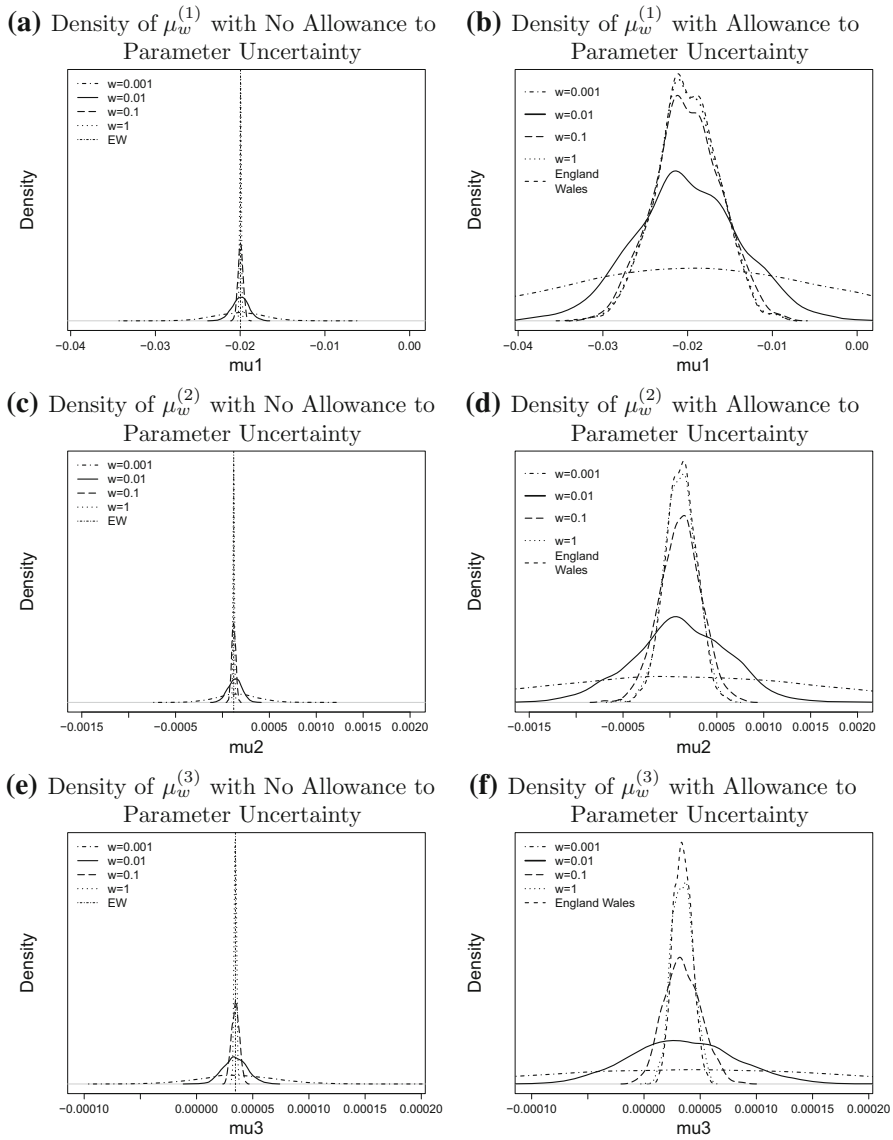 (a) Density of μ_w^(1) with No Allowance to
Parameter Uncertainty
w=0.001
w=0.01
w=0.1
w=1
EW
Density
−0.04 −0.03 −0.02 −0.01 0.00
mu1
(b) Density of μ_w^(1) with Allowance to
Parameter Uncertainty
w=0.001
w=0.01
w=0.1
w=1
England
Wales
Density
−0.04 −0.03 −0.02 −0.01 0.00
mu1
(c) Density of μ_w^(2) with No Allowance to
Parameter Uncertainty
w=0.001
w=0.01
w=0.1
w=1
EW
Density
−0.0015 −0.0005 0.0005 0.0010 0.0015 0.0020
mu2
(d) Density of μ_w^(2) with Allowance to
Parameter Uncertainty
w=0.001
w=0.01
w=0.1
w=1
England
Wales
Density
−0.0015 −0.0005 0.0005 0.0010 0.0015 0.0020
mu2
(e) Density of μ_w^(3) with No Allowance to
Parameter Uncertainty
w=0.001
w=0.01
w=0.1
w=1
EW
Density
−0.00010 0.00000 0.00005 0.00010 0.00015 0.00020
mu3
(f) Density of μ_w^(3) with Allowance to
Parameter Uncertainty
w=0.001
w=0.01
w=0.1
w=1
England Wales
Density
−0.00010 0.00000 0.00005 0.00010 0.00015 0.00020
mu3